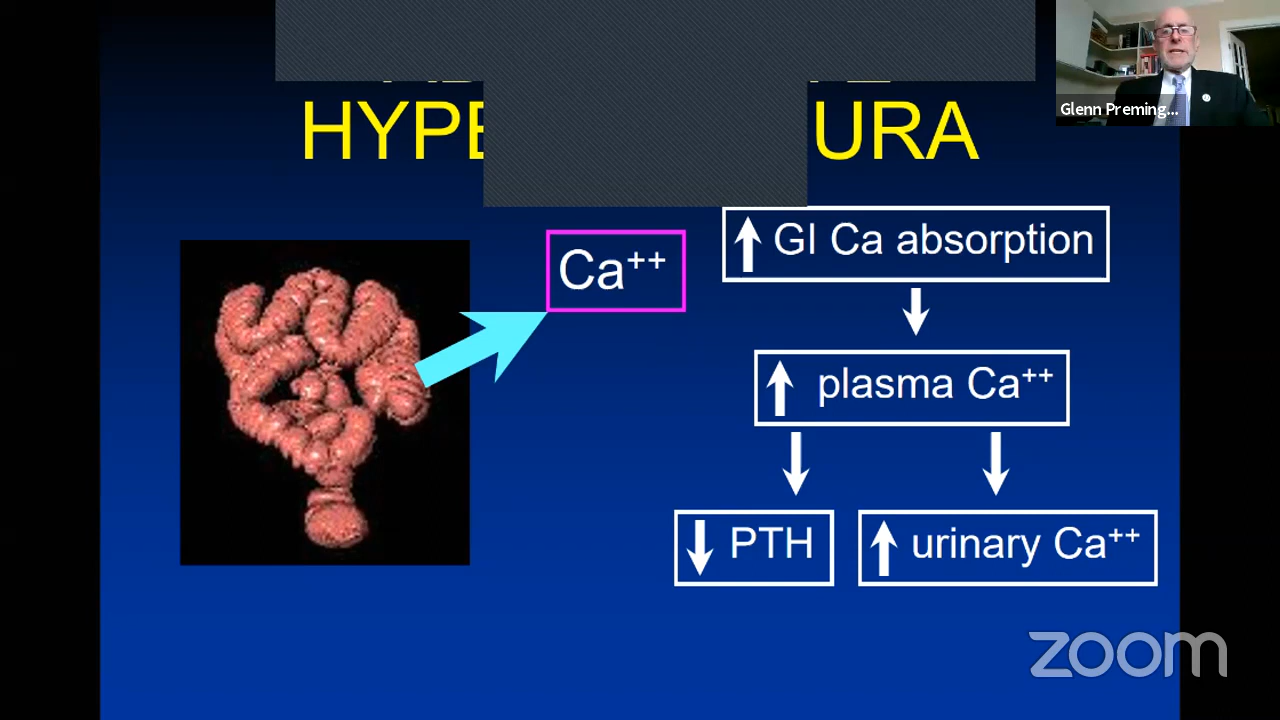 HYPE URA
Ca++
GI Ca absorption
plasma Ca++
PTH
urinary Ca++
Glenn Preming...
zoom